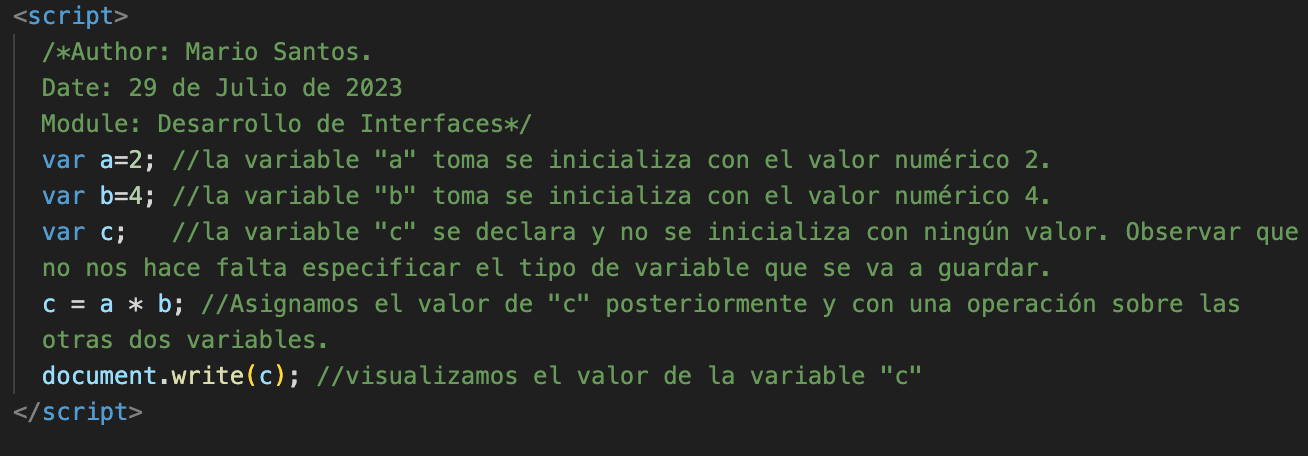 <script>
/*Author: Mario Santos.
Date: 29 de Julio de 2023
Module: Desarrollo de Interfaces*/
var a=2; //la variable "a" toma se inicializa con el valor numérico 2.
var b=4; //la variable "b" toma se inicializa con el valor numérico 4.
var c;   //la variable "c" se declara y no se inicializa con ningún valor. Observar que
no nos hace falta especificar el tipo de variable que se va a guardar.
c = a * b; //Asignamos el valor de "c" posteriormente y con una operación sobre las
otras dos variables.
document.write(c); //visualizamos el valor de la variable "c"
</script>